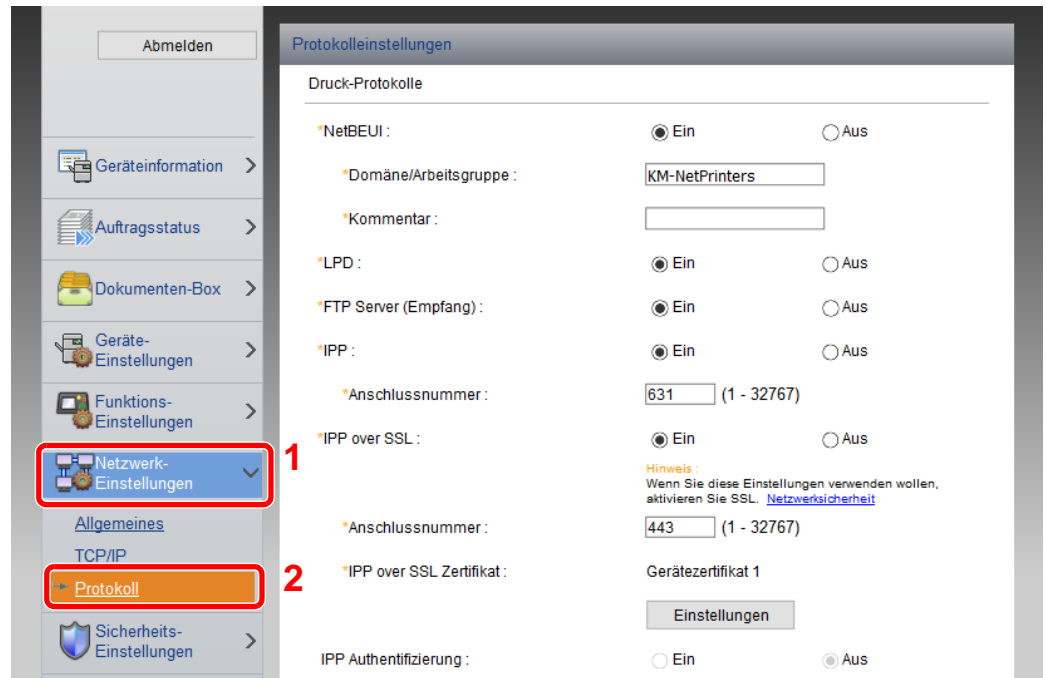 Abmelden
Geräteinformation
Auftragsstatus
Dokumenten-Box
Geräte-
Einstellungen
Funktions-
Einstellungen
Netzwerk-
Einstellungen
1
Allgemeines
TCP/IP
Protokoll
2
Sicherheits-
Einstellungen
Protokolleinstellungen
Druck-Protokolle
*NetBEUI : Ein Aus
*Domäne/Arbeitsgruppe : KM-NetPrinters
*Kommentar :
*LPD : Ein Aus
*FTP Server (Empfang) : Ein Aus
*IPP : Ein Aus
*Anschlussnummer : 631 (1 - 32767)
*IPP over SSL : Ein Aus
Hinweis :
Wenn Sie diese Einstellungen verwenden wollen,
aktivieren Sie SSL. Netzwerksicherheit
*Anschlussnummer : 443 (1 - 32767)
*IPP over SSL Zertifikat : Gerätezertifikat 1
Einstellungen
IPP Authentifizierung : Ein Aus